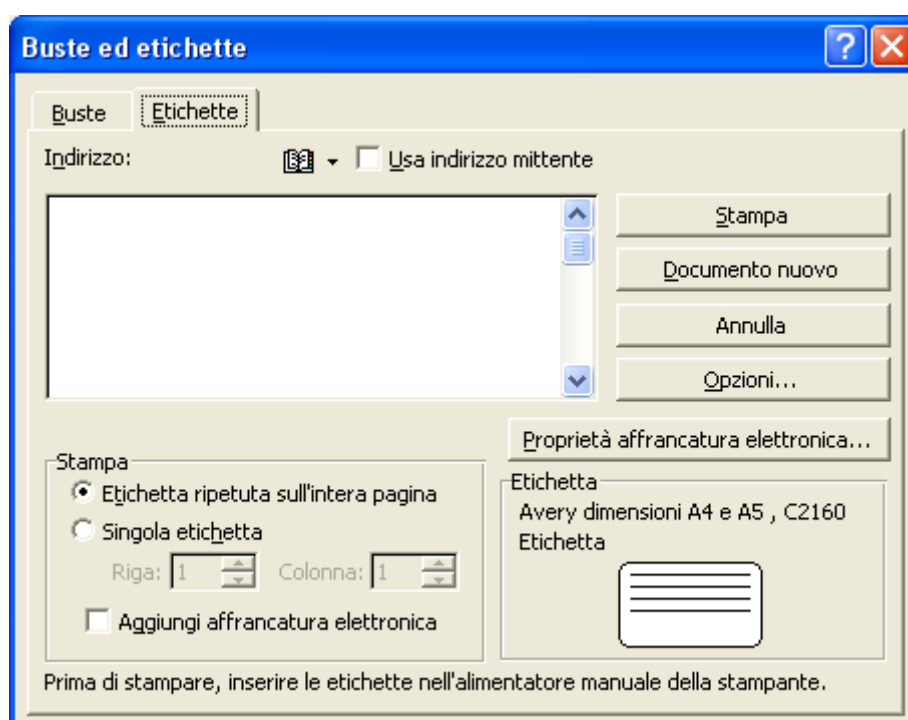 Buste ed etichette
Buste Etichette
Indirizzo: Usa indirizzo mittente
Stampa
Documento nuovo
Annulla
Opzioni...
Proprietà affrancatura elettronica...
Stampa
Etichetta ripetuta sull'intera pagina
Singola etichetta
Riga: 1 Colonna: 1
Aggiungi affrancatura elettronica
Etichetta
Avery dimensioni A4 e A5 , C2160
Etichetta
Prima di stampare, inserire le etichette nell'alimentatore manuale della stampante.